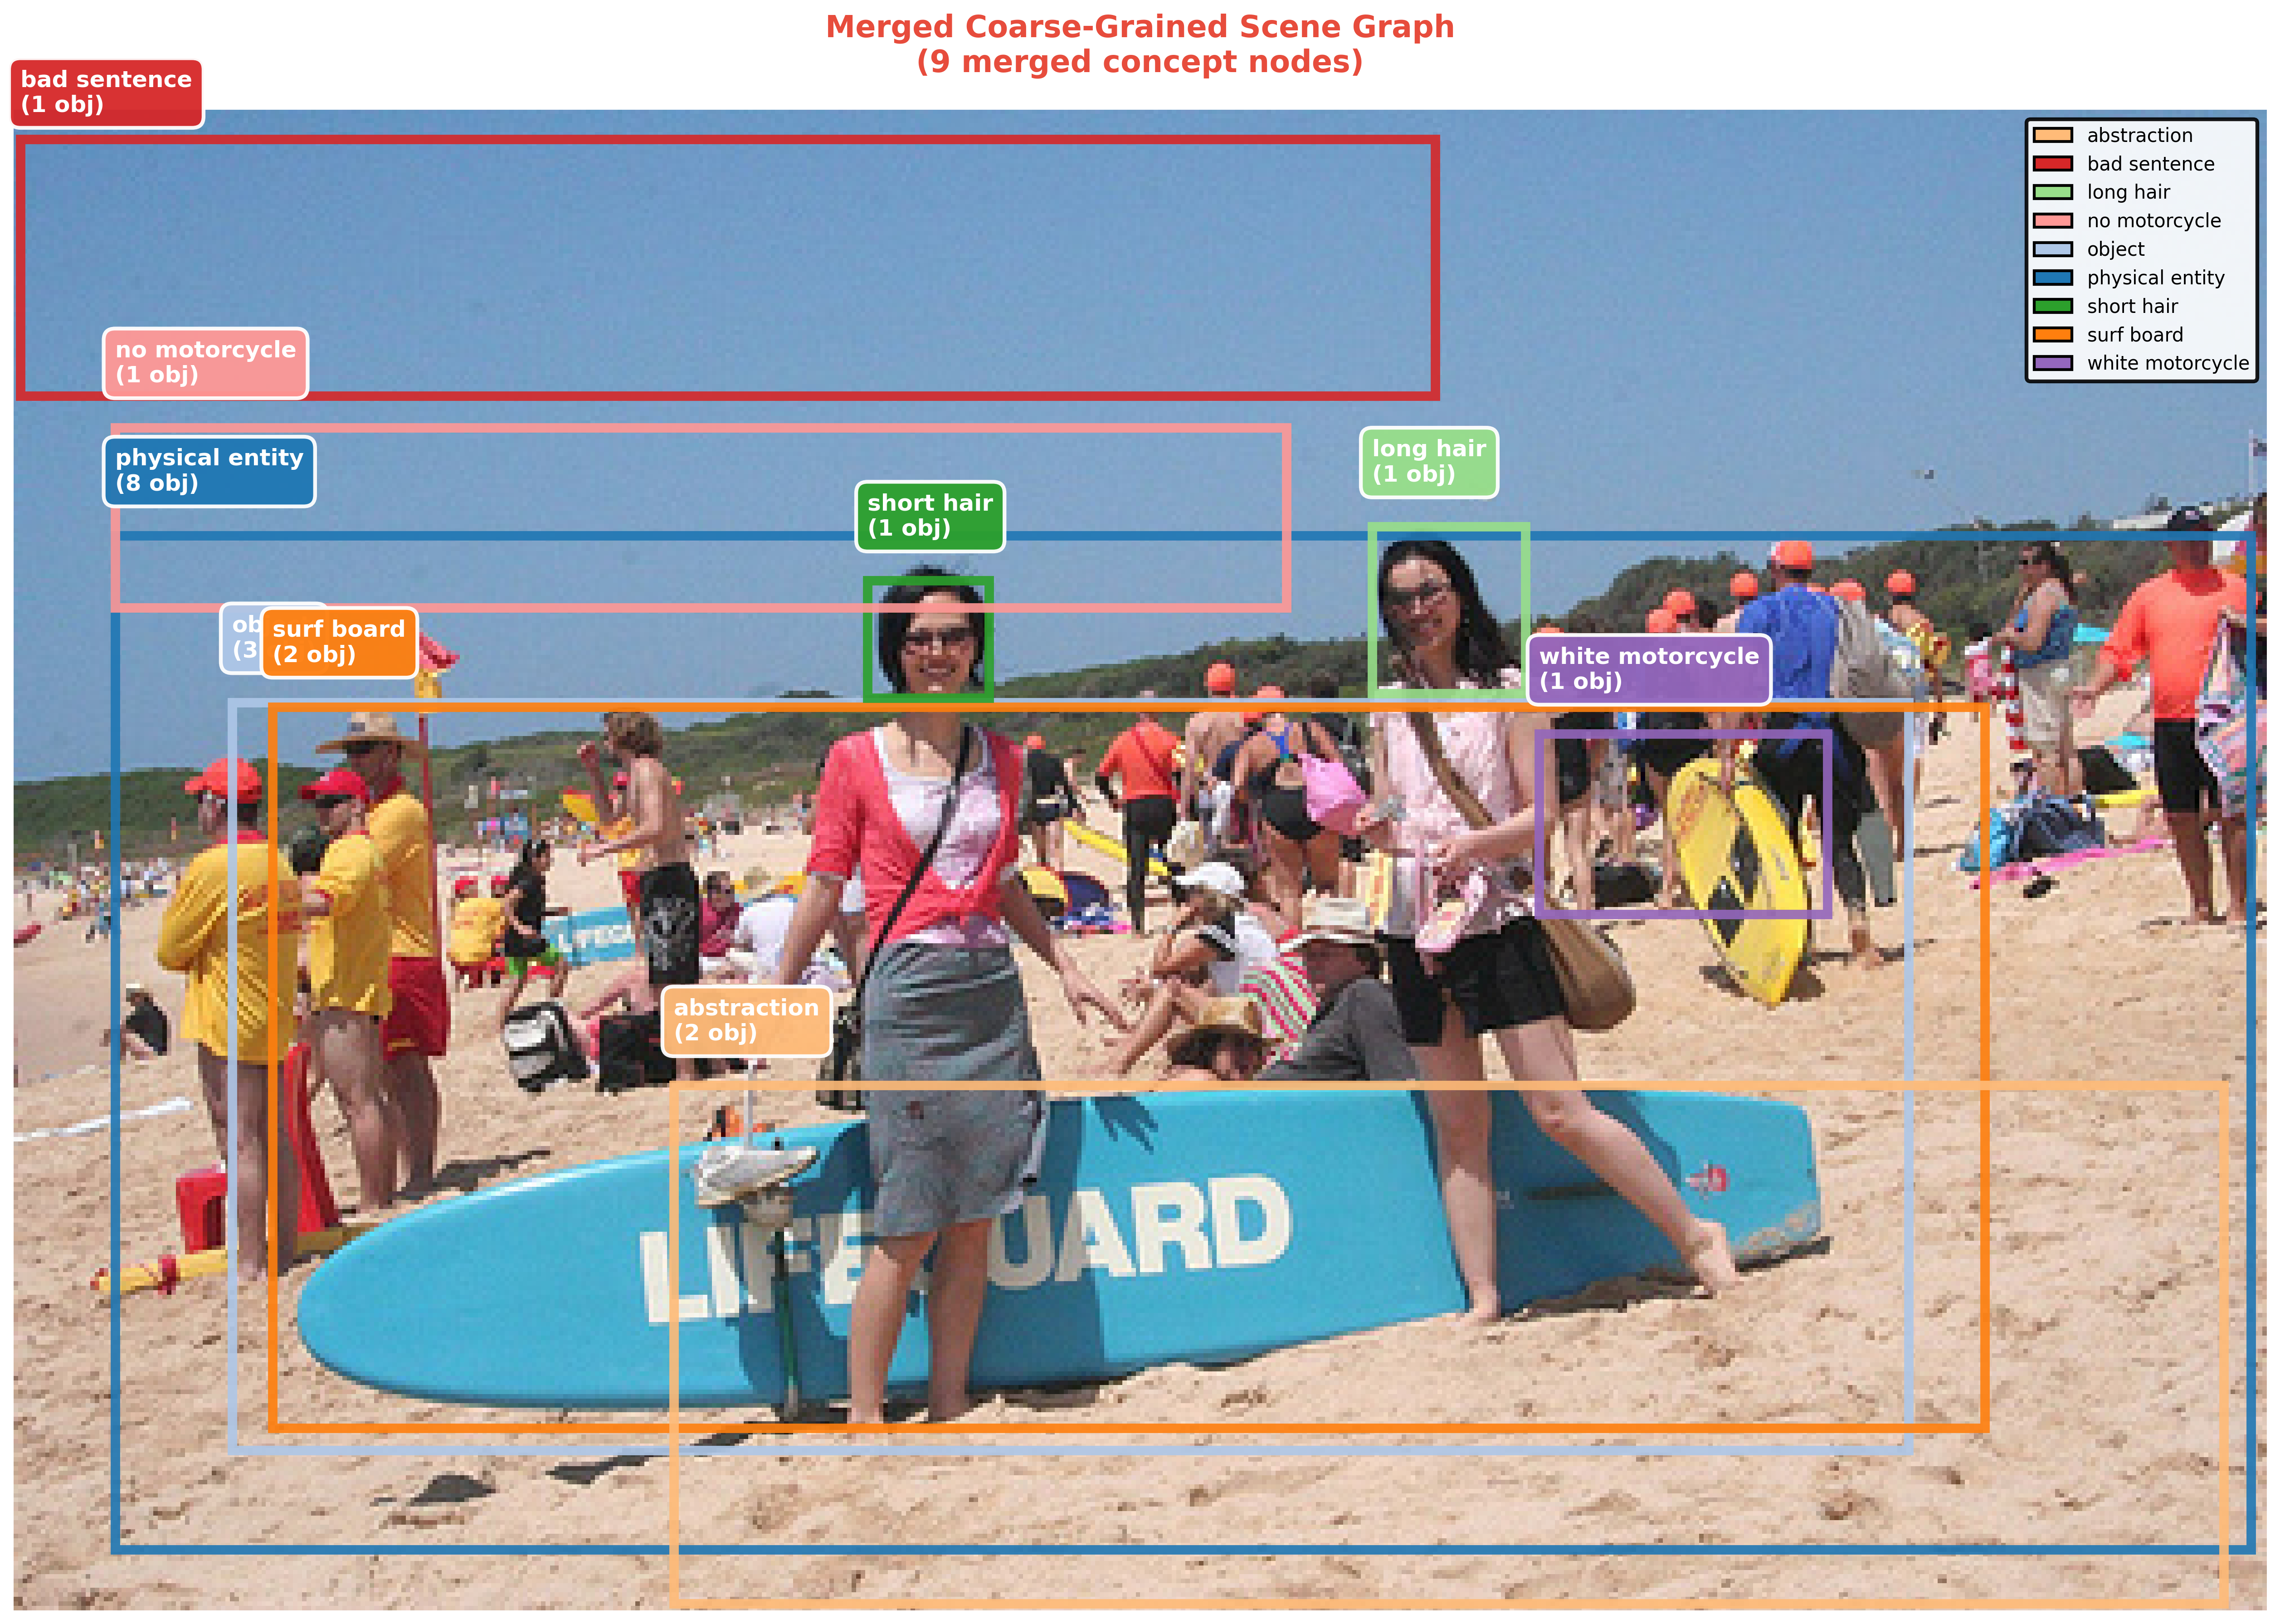 Merged Coarse-Grained Scene Graph
(9 merged concept nodes)
bad sentence
(1 obj)
abstraction
bad sentence
long hair
no motorcycle
object
physical entity
short hair
surf board
white motorcycle
no motorcycle
(1 obj)
physical entity
(8 obj)
long hair
(1 obj)
short hair
(1 obj)
ob
(3
surf board
(2 obj)
white motorcycle
(1 obj)
abstraction
(2 obj)
LIFEGUARD